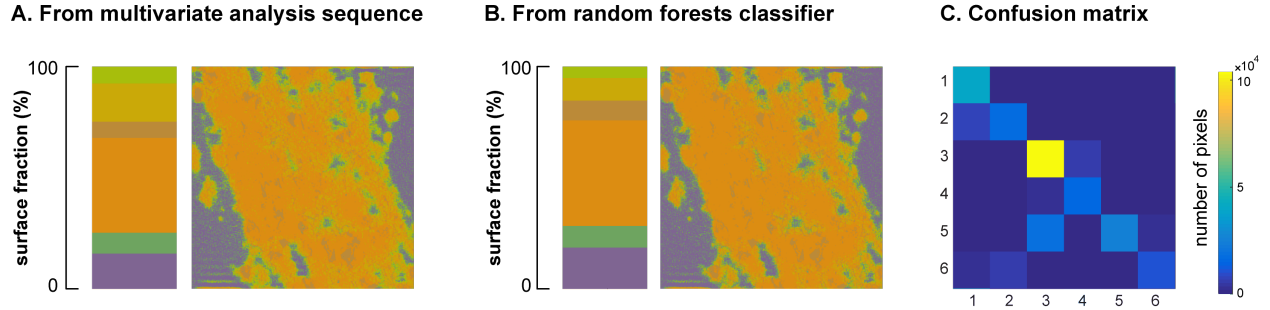 A. From multivariate analysis sequence
B. From random forests classifier
C. Confusion matrix
100
surface fraction (%)
0
100
surface fraction (%)
0
1
2
3
4
5
6
1 2 3 4 5 6
x10⁴
10
5
0
number of pixels